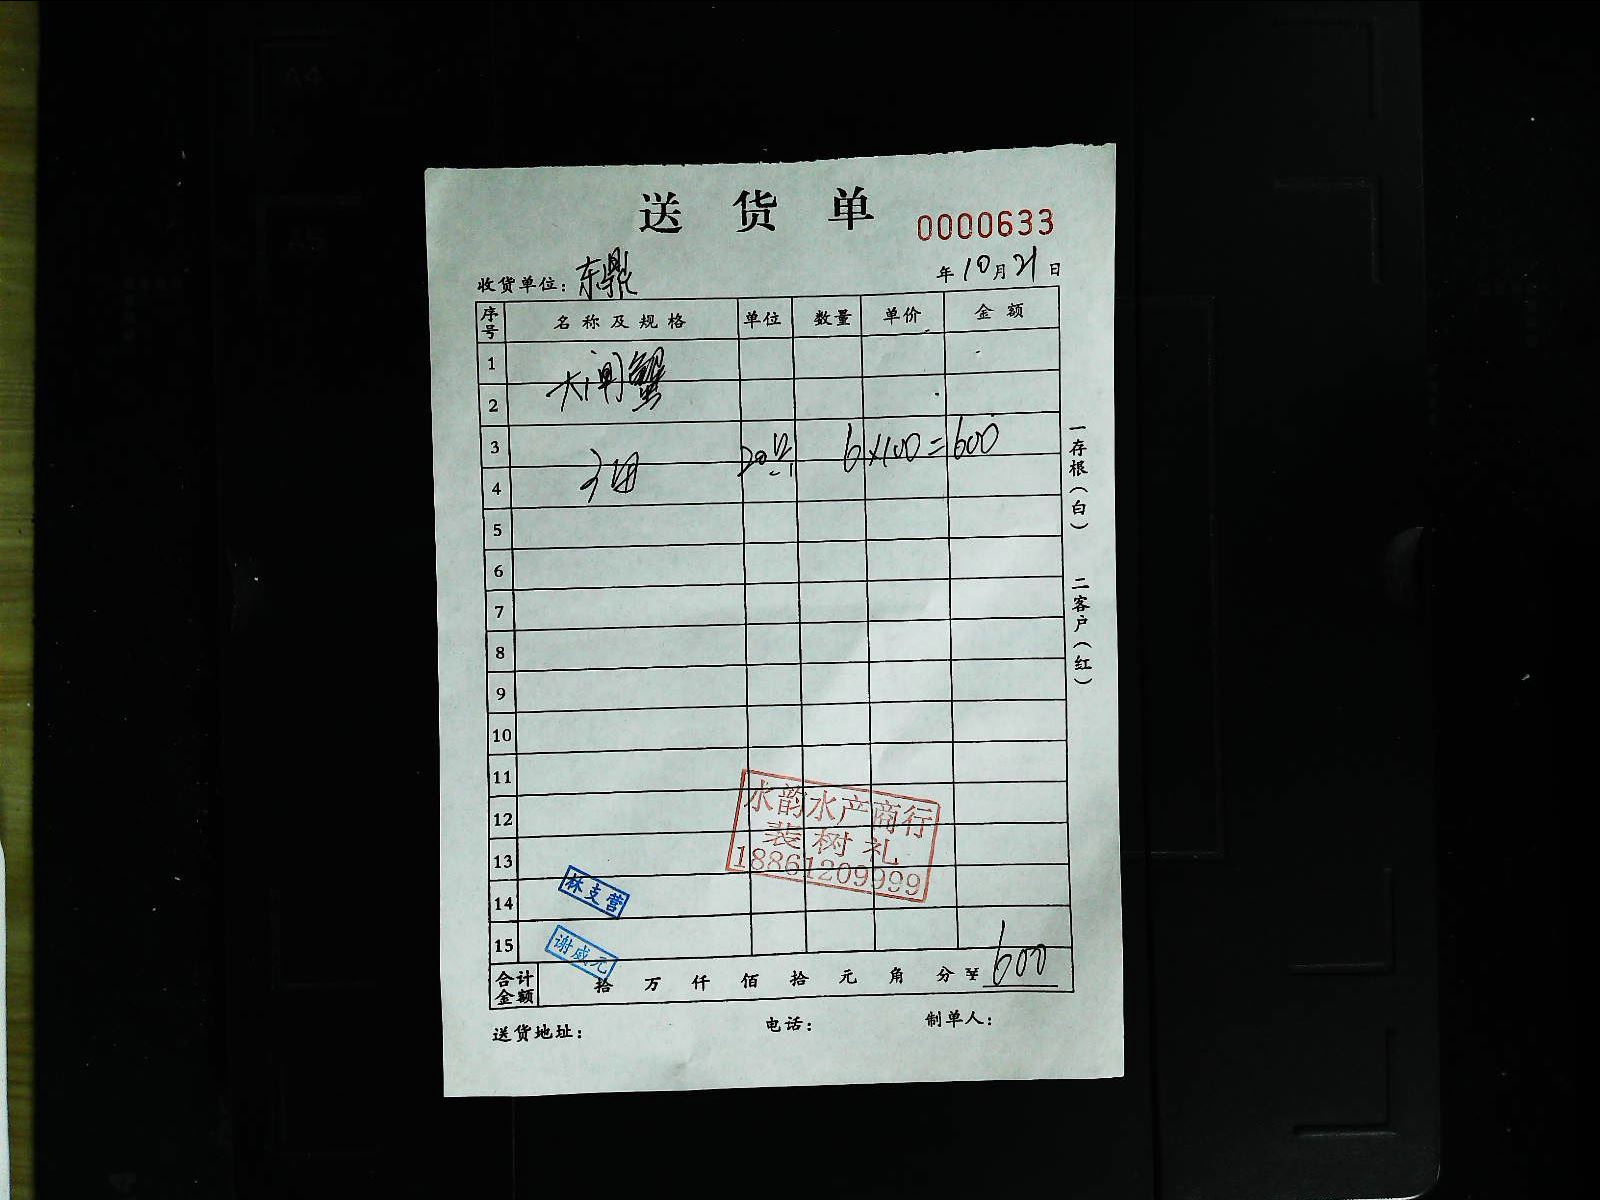 送货单 0000633
收货单位：东鼎 年10月21日
序号 名称及规格 单位 数量 单价 金额
1 大闸蟹
2
3 6×100=600
4
5
6
7
8
9
10
11
12
13
14
15
水韵水产商行
裴树礼
18861209999
林支营
谢威元
合计金额 拾 万 仟 佰 拾 元 角 分 ¥600
送货地址： 电话： 制单人：
一存根（白） 二客户（红）